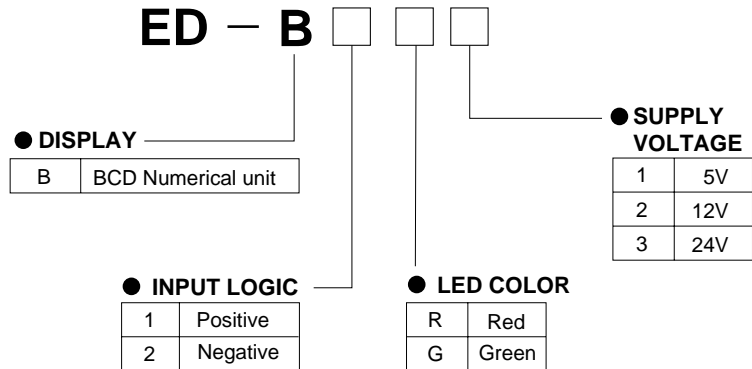 ED – B □ □ □
● DISPLAY
B BCD Numerical unit
● SUPPLY
VOLTAGE
1 5V
2 12V
3 24V
● INPUT LOGIC
1 Positive
2 Negative
● LED COLOR
R Red
G Green